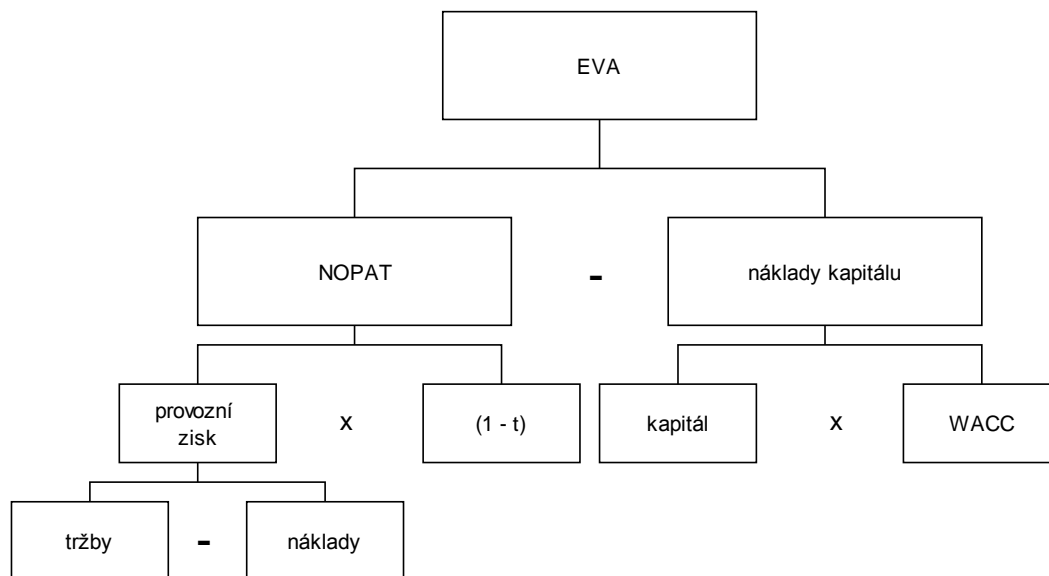 EVA
NOPAT
-
náklady kapitálu
provozní
zisk
x
(1 - t)
kapitál
x
WACC
tržby
-
náklady